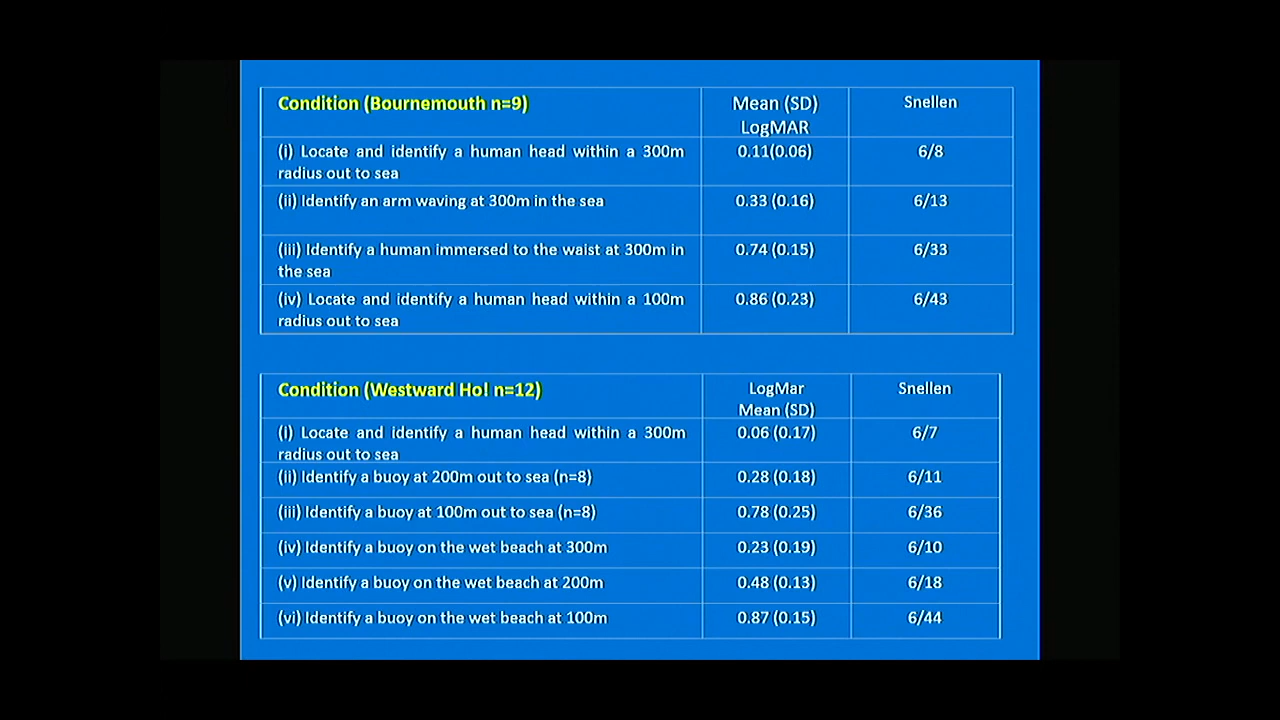 Condition (Bournemouth n=9)
Mean (SD)
LogMAR
Snellen
(i) Locate and identify a human head within a 300m
radius out to sea
0.11(0.06)
6/8
(ii) Identify an arm waving at 300m in the sea
0.33 (0.16)
6/13
(iii) Identify a human immersed to the waist at 300m in
the sea
0.74 (0.15)
6/33
(iv) Locate and identify a human head within a 100m
radius out to sea
0.86 (0.23)
6/43
Condition (Westward Ho! n=12)
LogMar
Mean (SD)
Snellen
(i) Locate and identify a human head within a 300m
radius out to sea
0.06 (0.17)
6/7
(ii) Identify a buoy at 200m out to sea (n=8)
0.28 (0.18)
6/11
(iii) Identify a buoy at 100m out to sea (n=8)
0.78 (0.25)
6/36
(iv) Identify a buoy on the wet beach at 300m
0.23 (0.19)
6/10
(v) Identify a buoy on the wet beach at 200m
0.48 (0.13)
6/18
(vi) Identify a buoy on the wet beach at 100m
0.87 (0.15)
6/44